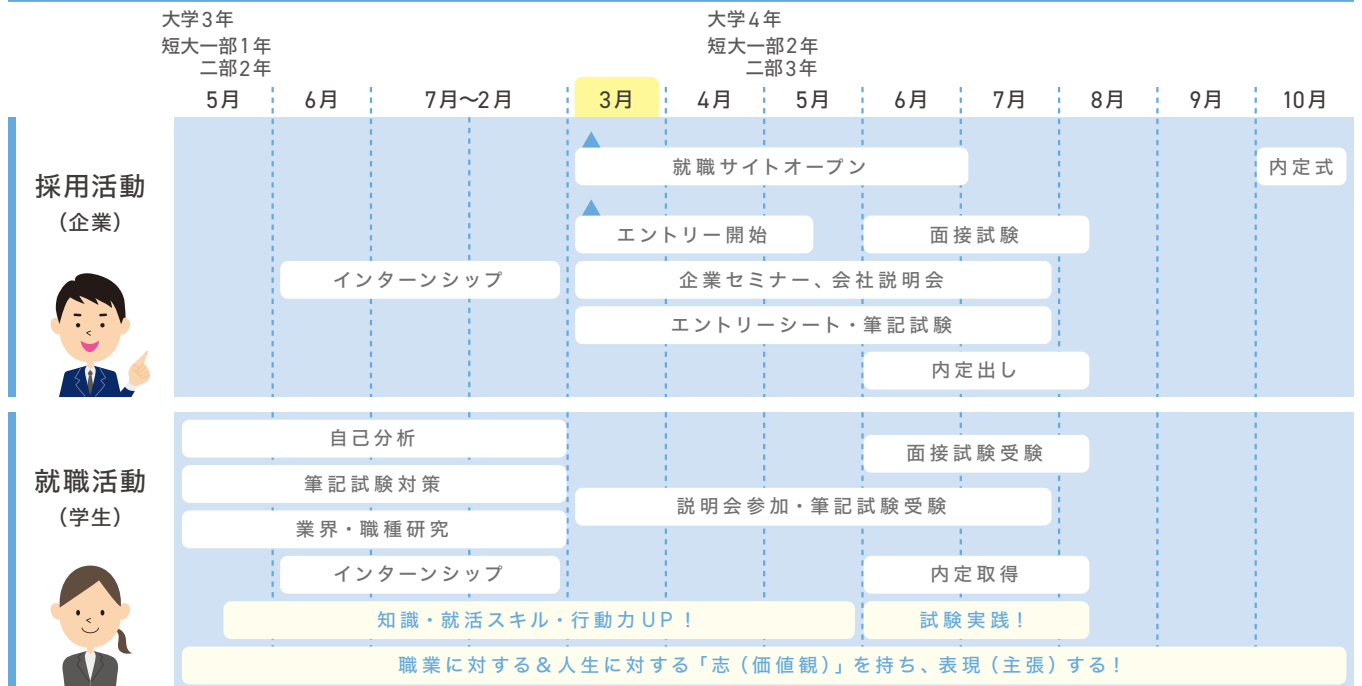 大学3年
短大一部1年
二部2年
大学4年
短大一部2年
二部3年
5月 6月 7月〜2月 3月 4月 5月 6月 7月 8月 9月 10月
採用活動
（企業）
就職サイトオープン
内定式
エントリー開始
面接試験
インターンシップ
企業セミナー、会社説明会
エントリーシート・筆記試験
内定出し
就職活動
（学生）
自己分析
面接試験受験
筆記試験対策
説明会参加・筆記試験受験
業界・職種研究
インターンシップ
内定取得
知識・就活スキル・行動力UP！
試験実践！
職業に対する＆人生に対する「志（価値観）」を持ち、表現（主張）する！